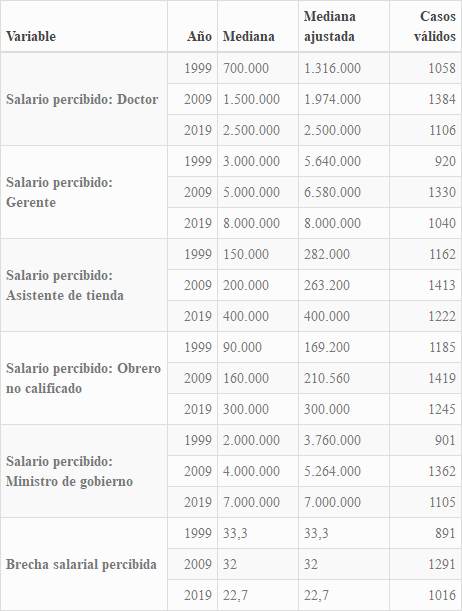 Variable Año Mediana Mediana ajustada Casos válidos
Salario percibido: Doctor 1999 700.000 1.316.000 1058
2009 1.500.000 1.974.000 1384
2019 2.500.000 2.500.000 1106
Salario percibido: Gerente 1999 3.000.000 5.640.000 920
2009 5.000.000 6.580.000 1330
2019 8.000.000 8.000.000 1040
Salario percibido: Asistente de tienda 1999 150.000 282.000 1162
2009 200.000 263.200 1413
2019 400.000 400.000 1222
Salario percibido: Obrero no calificado 1999 90.000 169.200 1185
2009 160.000 210.560 1419
2019 300.000 300.000 1245
Salario percibido: Ministro de gobierno 1999 2.000.000 3.760.000 901
2009 4.000.000 5.264.000 1362
2019 7.000.000 7.000.000 1105
Brecha salarial percibida 1999 33,3 33,3 891
2009 32 32 1291
2019 22,7 22,7 1016